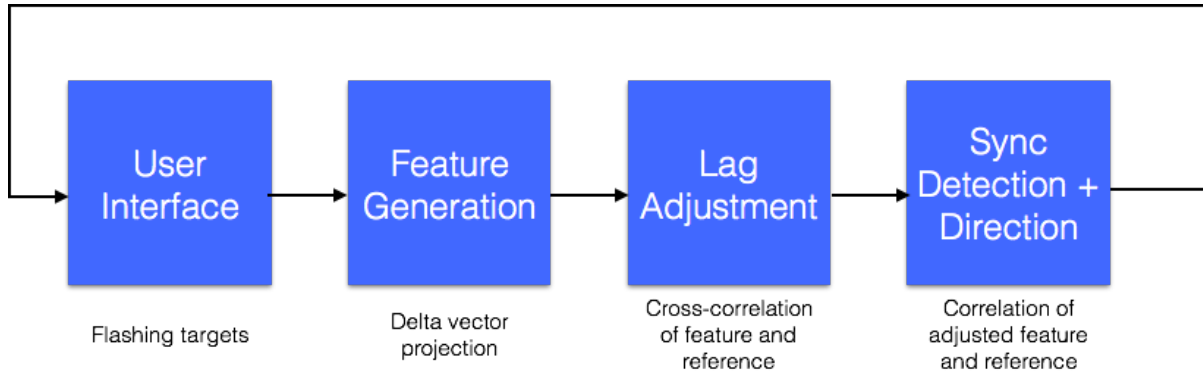 User
Interface
Feature
Generation
Lag
Adjustment
Sync
Detection +
Direction
Flashing targets
Delta vector
projection
Cross-correlation
of feature and
reference
Correlation of
adjusted feature
and reference